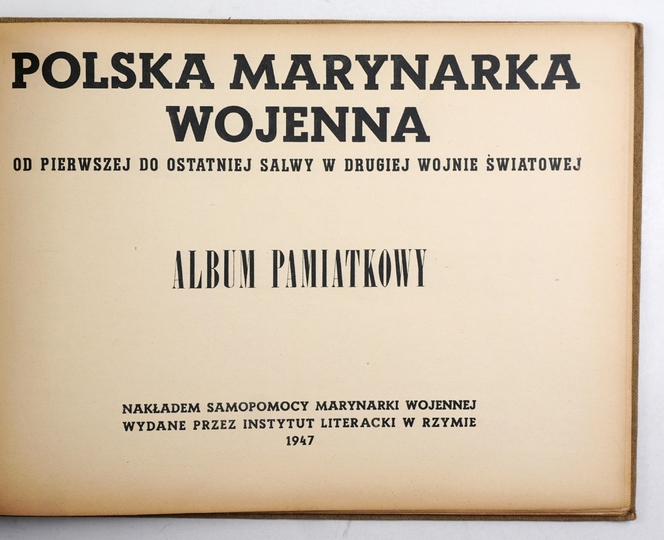 POLSKA MARYNARKA
WOJENNA
OD PIERWSZEJ DO OSTATNIEJ SALWY W DRUGIEJ WOJNIE ŚWIATOWEJ
ALBUM PAMIATKOWY
NAKŁADEM SAMOPOMOCY MARYNARKI WOJENNEJ
WYDANE PRZEZ INSTYTUT LITERACKI W RZYMIE
1947